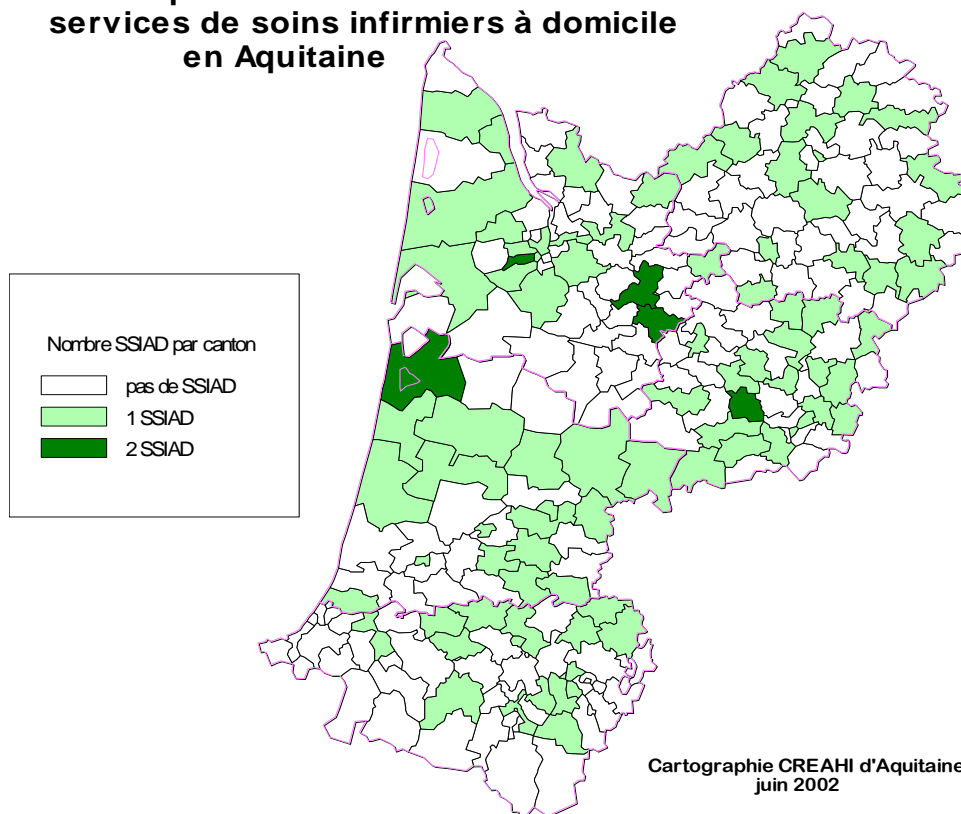 services de soins infirmiers à domicile
en Aquitaine
Nombre SSIAD par canton
pas de SSIAD
1 SSIAD
2 SSIAD
Cartographie CREAHI d'Aquitaine
juin 2002